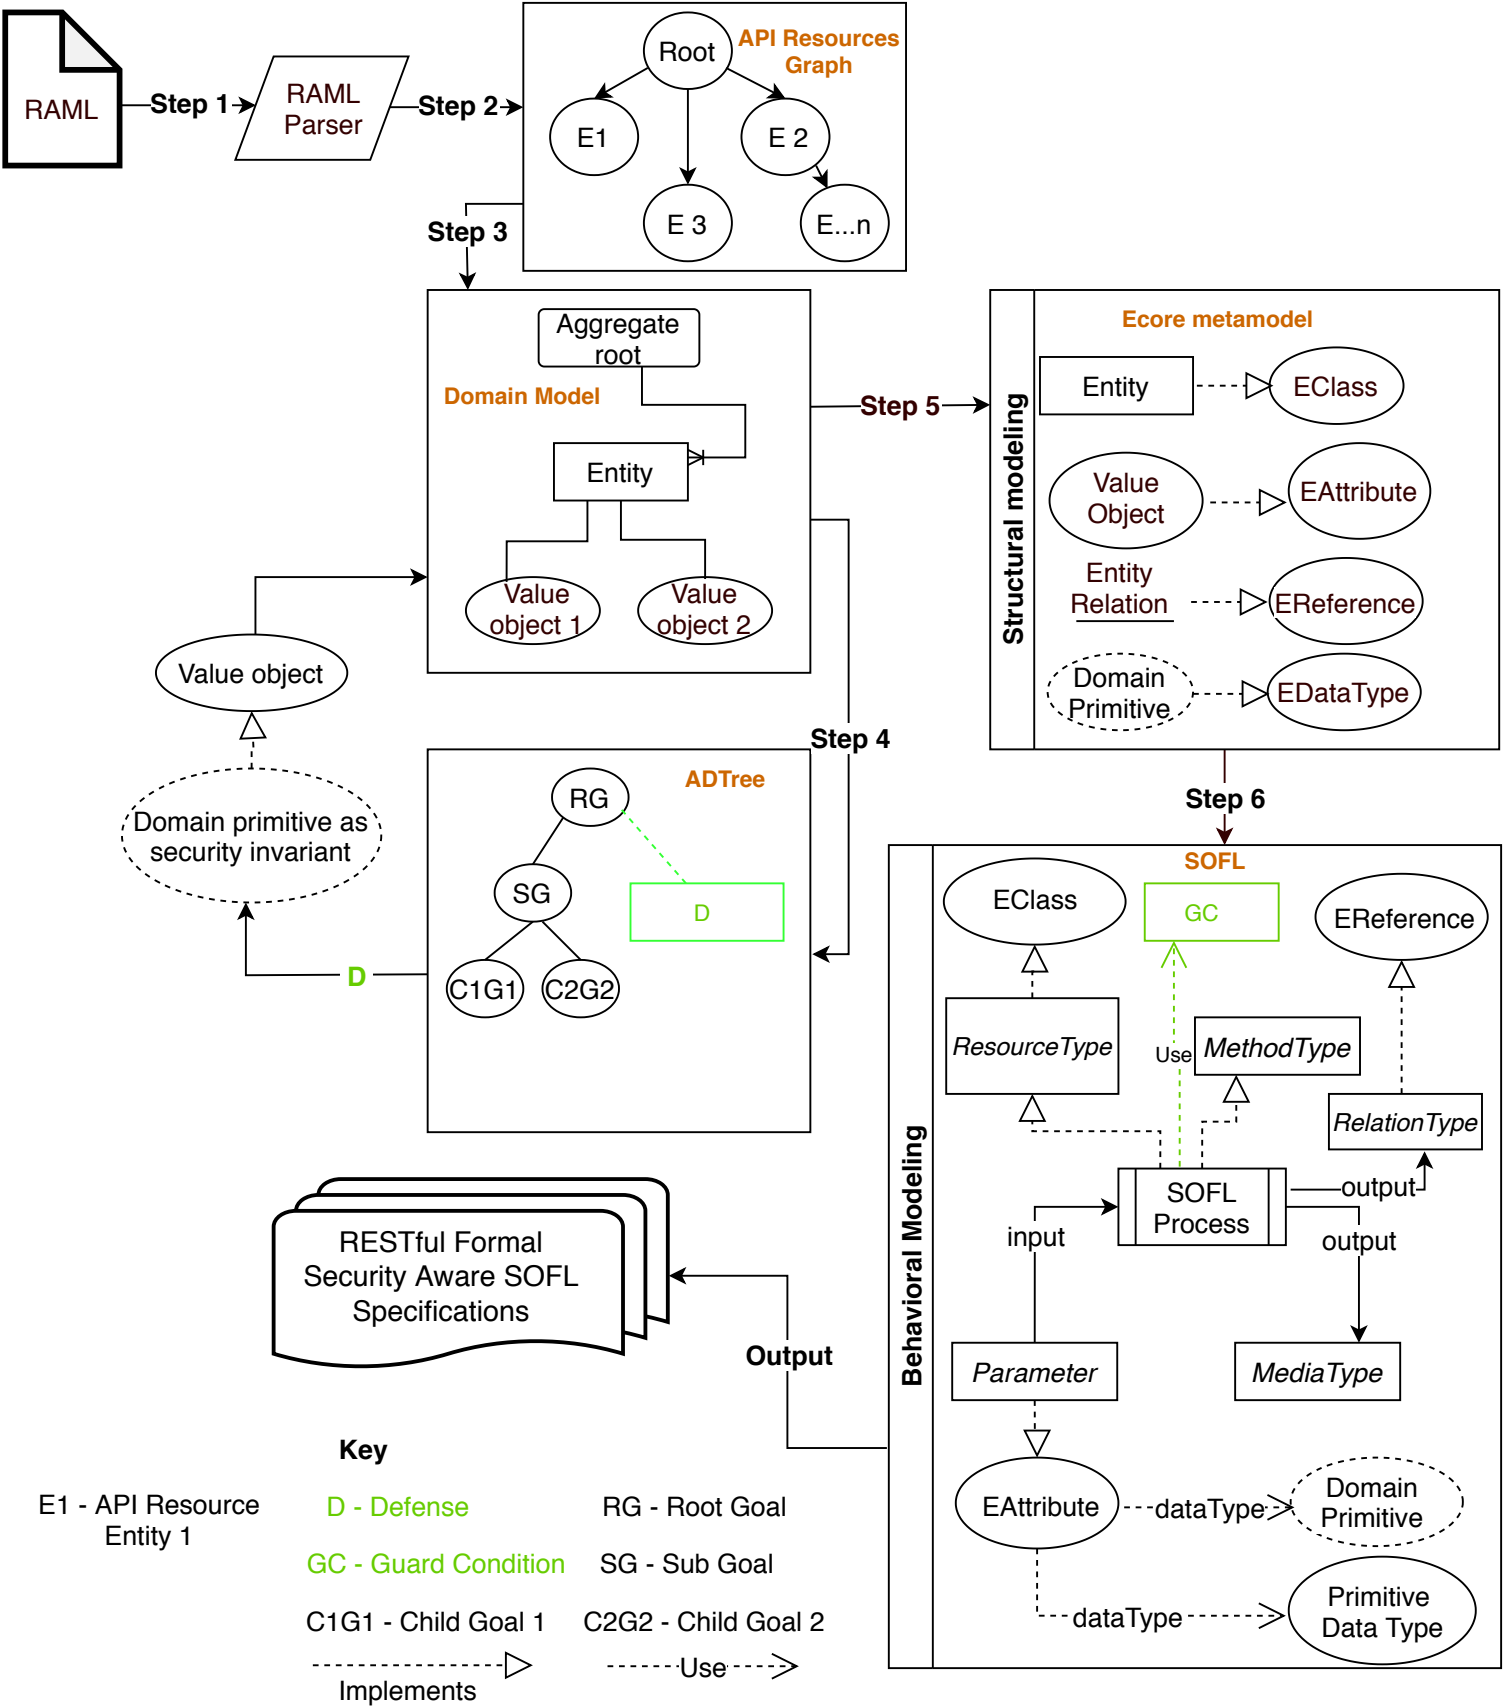 RAML
Step 1
RAML
Parser
Step 2
API Resources
Graph
Root
E1
E 2
E 3
E...n
Step 3
Aggregate
root
Domain Model
Entity
Value
object 1
Value
object 2
Step 5
Structural modeling
Ecore metamodel
Entity
EClass
Value
Object
EAttribute
Entity
Relation
EReference
Domain
Primitive
EDataType
Value object
Domain primitive as
security invariant
D
Step 4
ADTree
RG
SG
D
C1G1
C2G2
Step 6
Behavioral Modeling
SOFL
EClass
GC
EReference
ResourceType
Use
MethodType
RelationType
SOFL
Process
output
input
output
Parameter
MediaType
EAttribute
dataType
Domain
Primitive
dataType
Primitive
Data Type
RESTful Formal
Security Aware SOFL
Specifications
Output
Key
E1 - API Resource
Entity 1
D - Defense
RG - Root Goal
GC - Guard Condition
SG - Sub Goal
C1G1 - Child Goal 1
C2G2 - Child Goal 2
Implements
Use